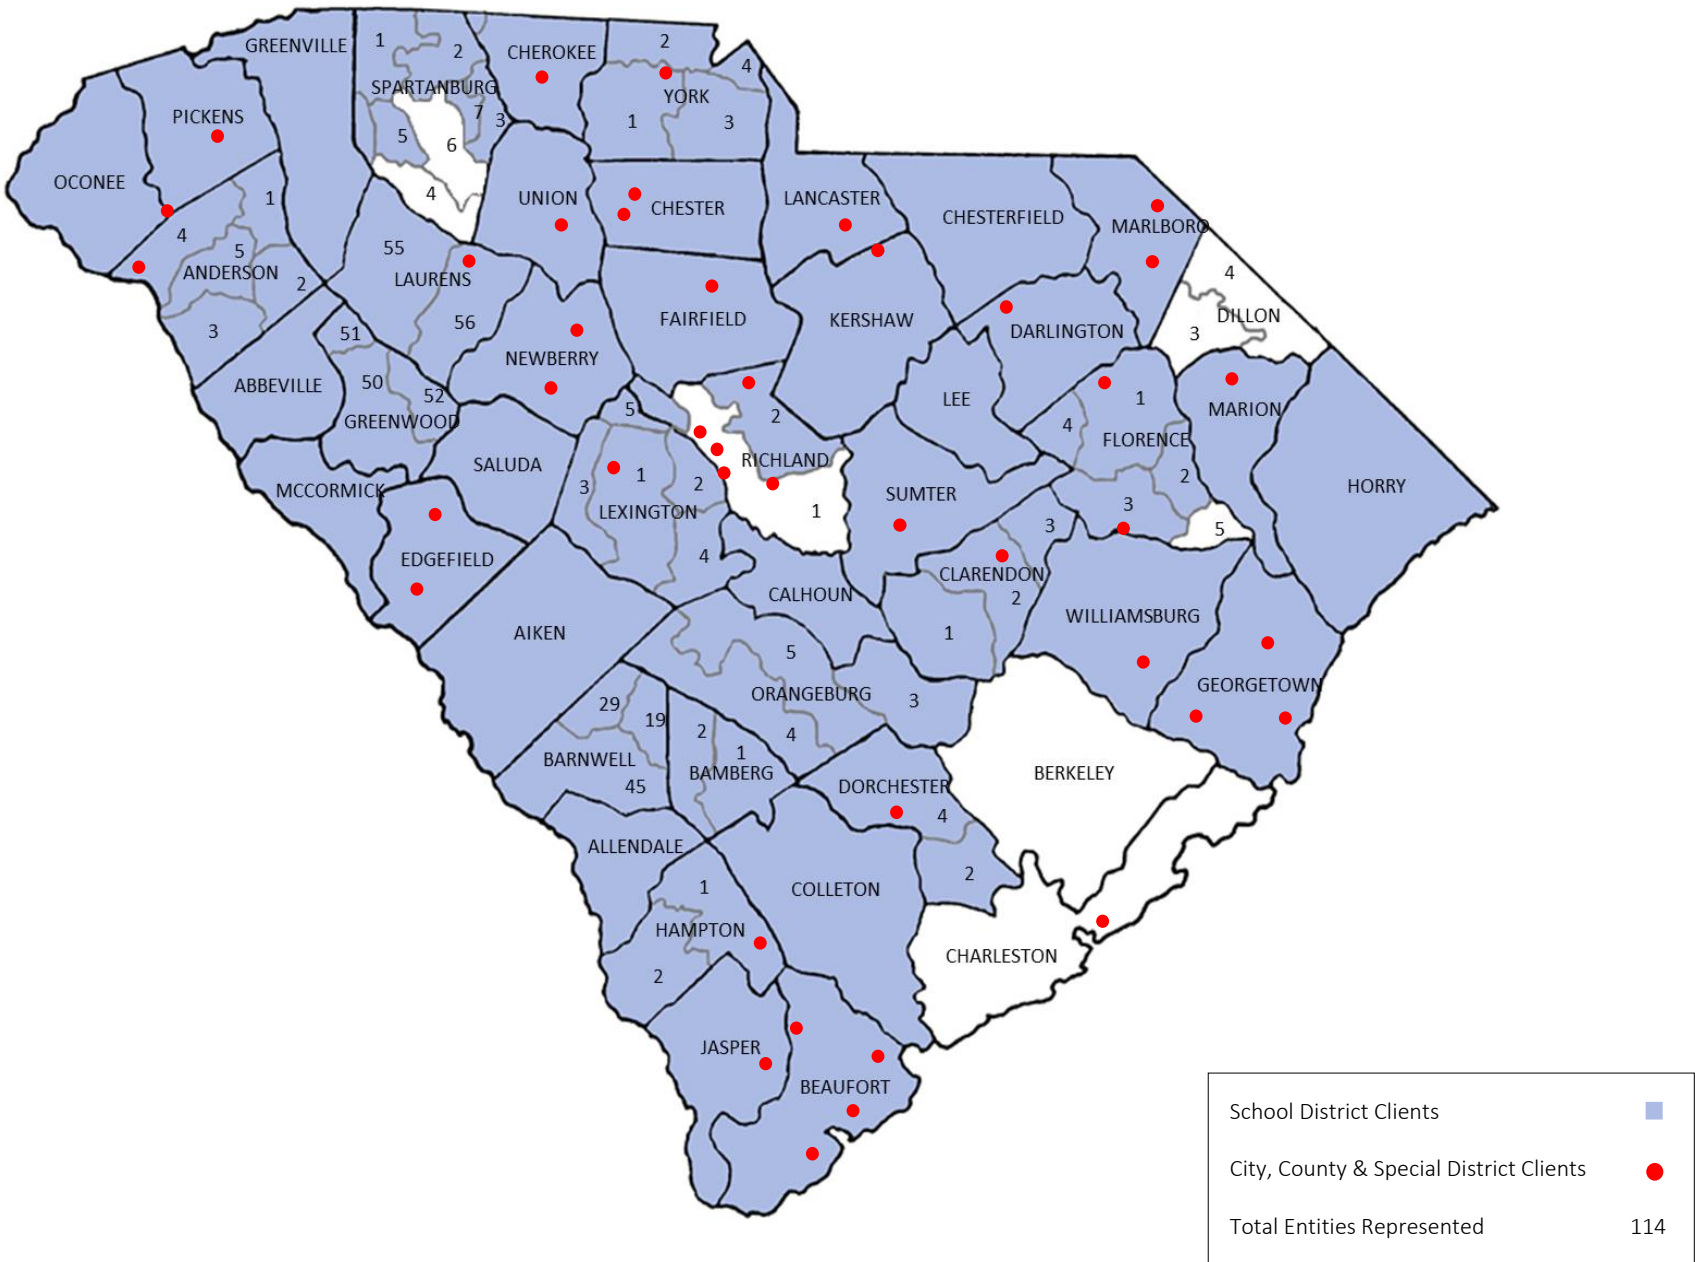 GREENVILLE
1
2
CHEROKEE
2
4
SPARTANBURG
YORK
PICKENS
7
3
5
6
1
3
OCONEE
4
1
UNION
CHESTER
LANCASTER
CHESTERFIELD
MARLBORO
4
5
ANDERSON
2
3
55
LAURENS
56
NEWBERRY
FAIRFIELD
KERSHAW
DARLINGTON
4
DILLON
3
51
50
52
GREENWOOD
ABBEVILLE
5
2
RICHLAND
1
LEE
4
1
FLORENCE
2
3
5
MARION
HORRY
SALUDA
MCCORMICK
3
1
2
LEXINGTON
4
SUMTER
EDGEFIELD
3
CLARENDON
2
1
CALHOUN
WILLIAMSBURG
AIKEN
5
ORANGEBURG
3
4
GEORGETOWN
29
19
BARNWELL
45
2
1
BAMBERG
DORCHESTER
4
2
BERKELEY
ALLENDALE
COLLETON
1
HAMPTON
2
CHARLESTON
JASPER
BEAUFORT
School District Clients
City, County & Special District Clients
Total Entities Represented 114